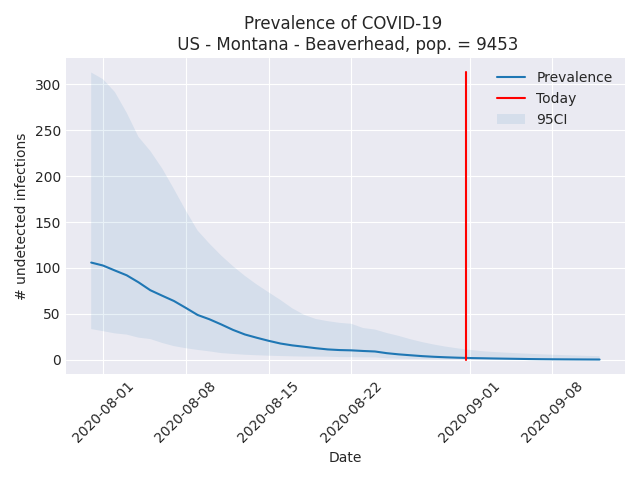 Prevalence of COVID-19
US - Montana - Beaverhead, pop. = 9453
Prevalence
Today
95CI
# undetected infections
300
250
200
150
100
50
0
2020-08-01
2020-08-08
2020-08-15
2020-08-22
2020-09-01
2020-09-08
Date